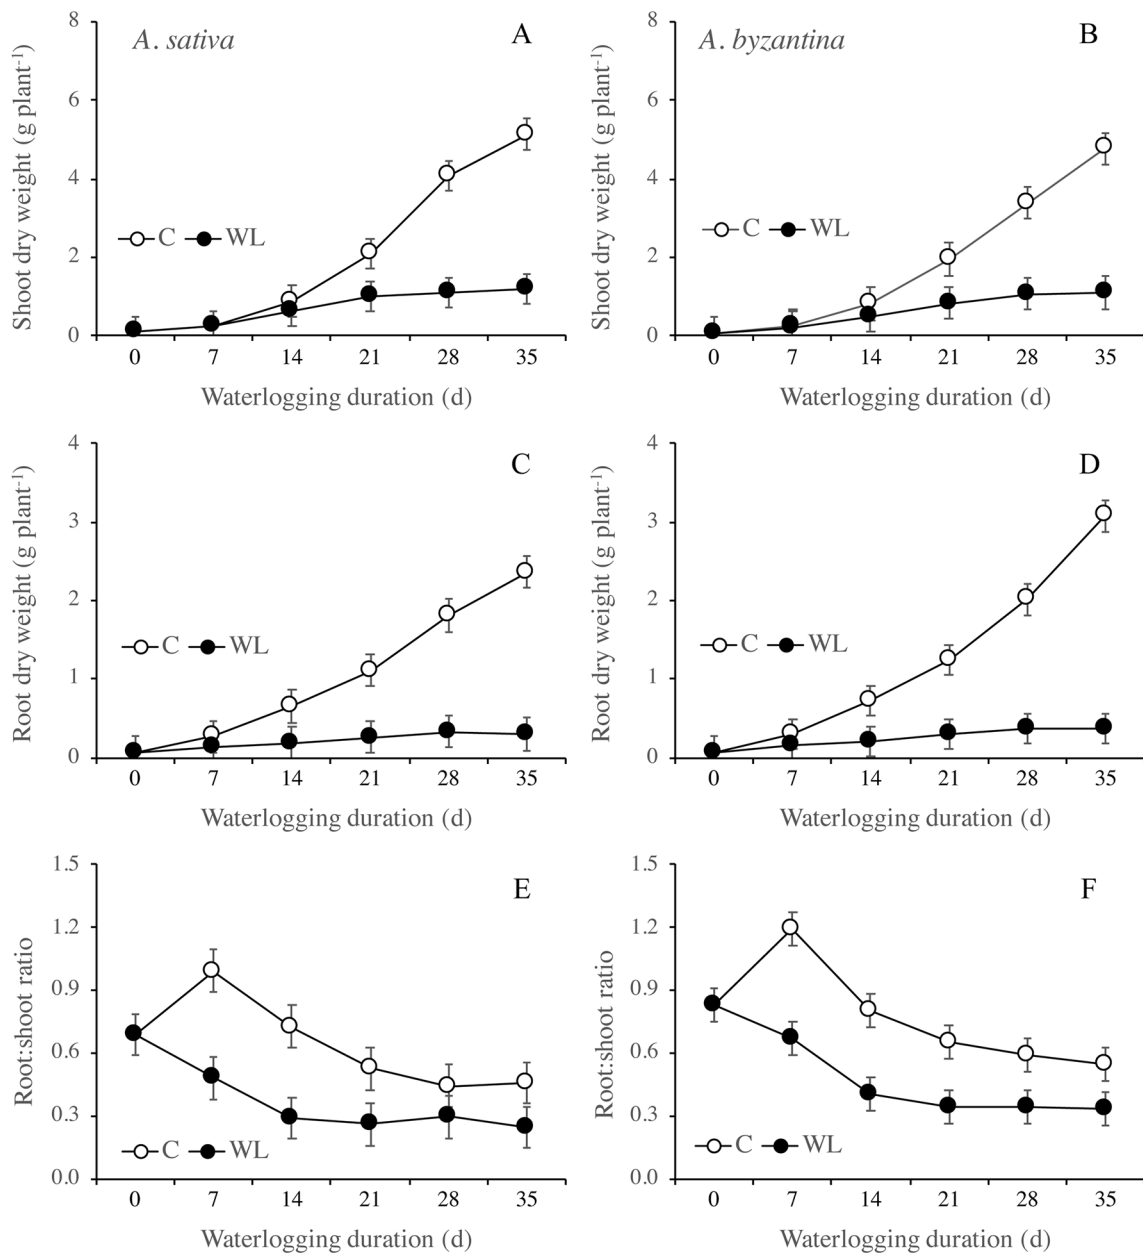 A. sativa
A
Shoot dry weight (g plant⁻¹)
8
6
4
2
0
C WL
0 7 14 21 28 35
Waterlogging duration (d)
A. byzantina
B
Shoot dry weight (g plant⁻¹)
8
6
4
2
0
C WL
0 7 14 21 28 35
Waterlogging duration (d)
C
Root dry weight (g plant⁻¹)
4
3
2
1
0
C WL
0 7 14 21 28 35
Waterlogging duration (d)
D
Root dry weight (g plant⁻¹)
4
3
2
1
0
C WL
0 7 14 21 28 35
Waterlogging duration (d)
E
Root:shoot ratio
1.5
1.2
0.9
0.6
0.3
0.0
C WL
0 7 14 21 28 35
Waterlogging duration (d)
F
Root:shoot ratio
1.5
1.2
0.9
0.6
0.3
0.0
C WL
0 7 14 21 28 35
Waterlogging duration (d)